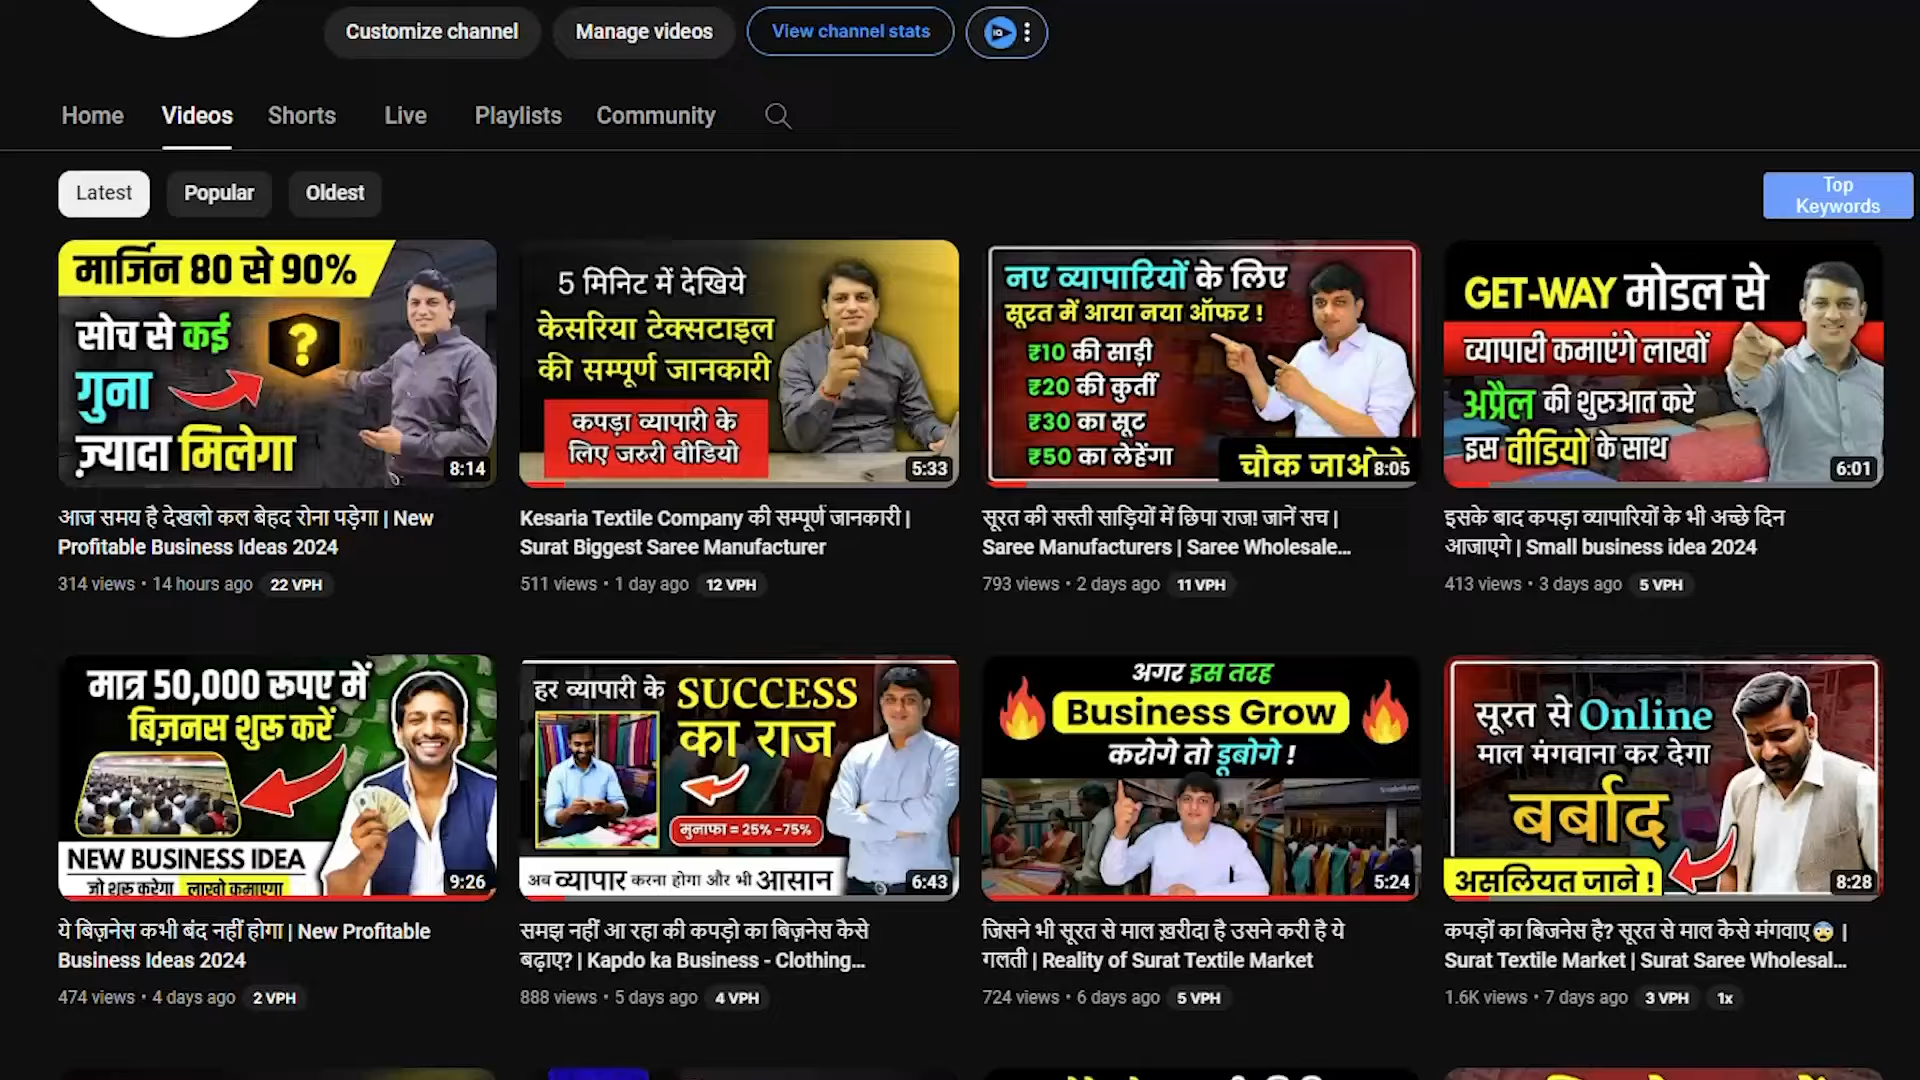 Customize channel
Manage videos
View channel stats
Home
Videos
Shorts
Live
Playlists
Community
Latest
Popular
Oldest
Top
Keywords
मार्जिन 80 से 90%
सोच से कई
?
गुना
ज़्यादा मिलेगा
8:14
5 मिनिट में देखिये
केसरिया टेक्सटाइल
की सम्पूर्ण जानकारी
कपड़ा व्यापारी के
लिए जरुरी वीडियो
5:33
नए व्यापारियों के लिए
सूरत में आया नया ऑफर !
₹10 की साड़ी
₹20 की कुर्ती
₹30 का सूट
₹50 का लेहेंगा
चौक जाओगे
8:05
GET-WAY मोडल से
व्यापारी कमाएंगे लाखों
अप्रैल की शुरुआत करे
इस वीडियो के साथ
6:01
आज समय है देखलो कल बेहद रोना पड़ेगा | New
Profitable Business Ideas 2024
314 views • 14 hours ago 22 VPH
Kesaria Textile Company की सम्पूर्ण जानकारी |
Surat Biggest Saree Manufacturer
511 views • 1 day ago 12 VPH
सूरत की सस्ती साड़ियों में छिपा राज! जानें सच |
Saree Manufacturers | Saree Wholesale...
793 views • 2 days ago 11 VPH
इसके बाद कपड़ा व्यापारियों के भी अच्छे दिन
आजाएगे | Small business idea 2024
413 views • 3 days ago 5 VPH
मात्र 50,000 रूपए में
बिज़नस शुरू करें
NEW BUSINESS IDEA
जो शुरू करेगा लाखो कमाएगा
9:26
हर व्यापारी के SUCCESS
का राज
मुनाफा = 25% -75%
अब व्यापार करना होगा और भी आसान
6:43
अगर इस तरह
Business Grow
करोगे तो डूबोगे !
5:24
सूरत से Online
माल मंगवाना कर देगा
बर्बाद
असलियत जाने !
8:28
ये बिज़नेस कभी बंद नहीं होगा | New Profitable
Business Ideas 2024
474 views • 4 days ago 2 VPH
समझ नहीं आ रहा की कपड़ो का बिज़नेस कैसे
बढ़ाए? | Kapdo ka Business - Clothing...
888 views • 5 days ago 4 VPH
जिसने भी सूरत से माल ख़रीदा है उसने करी है ये
गलती | Reality of Surat Textile Market
724 views • 6 days ago 5 VPH
कपड़ों का बिजनेस है? सूरत से माल कैसे मंगवाए😨 |
Surat Textile Market | Surat Saree Wholesal...
1.6K views • 7 days ago 3 VPH 1x